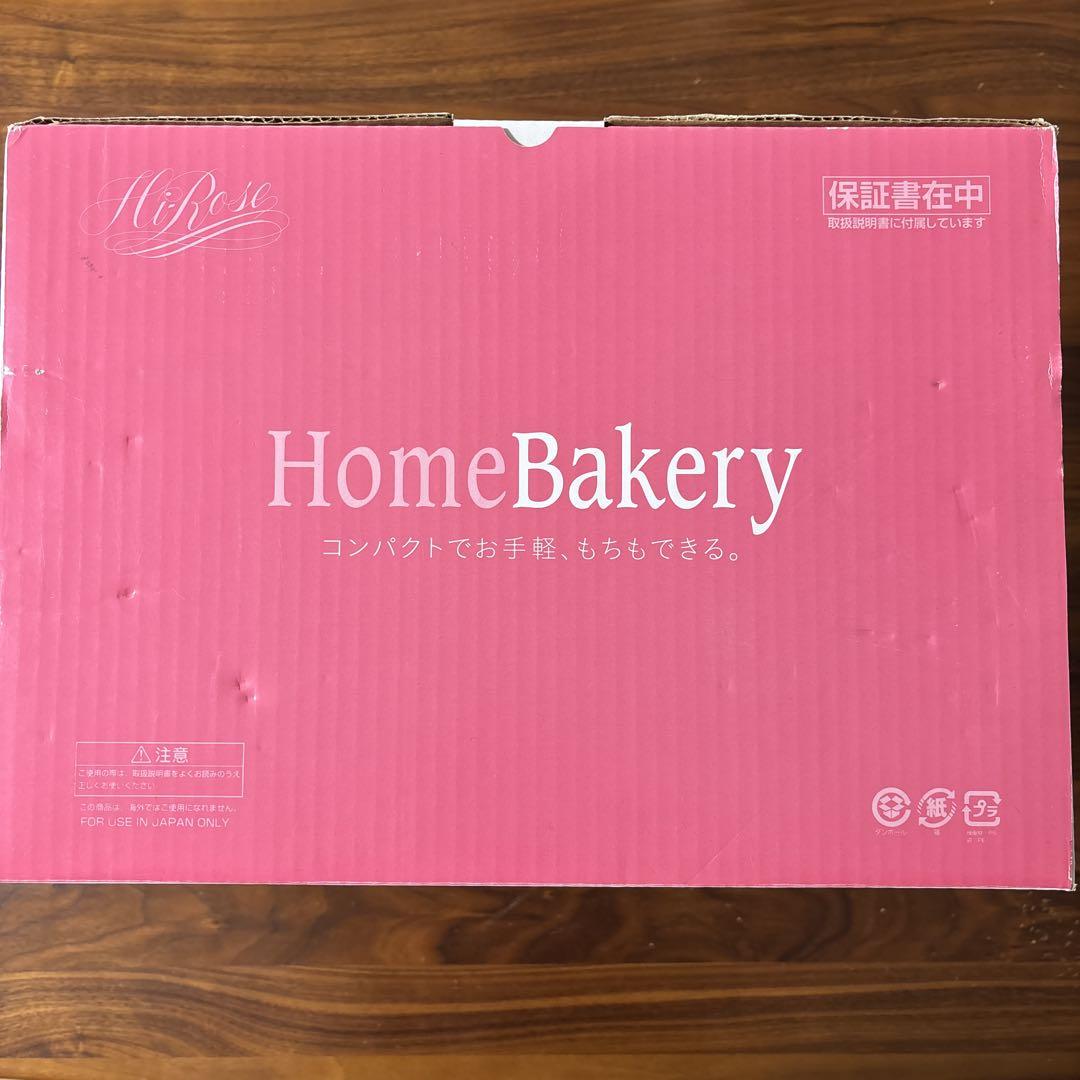 Hi-Rose
保証書在中
取扱説明書に付属しています
HomeBakery
コンパクトでお手軽、もちもできる。
注意
ご使用の際は、取扱説明書をよくお読みのうえ
正しくお使いください
この商品は、海外ではご使用になれません。
FOR USE IN JAPAN ONLY
紙 プラ
ダンボール